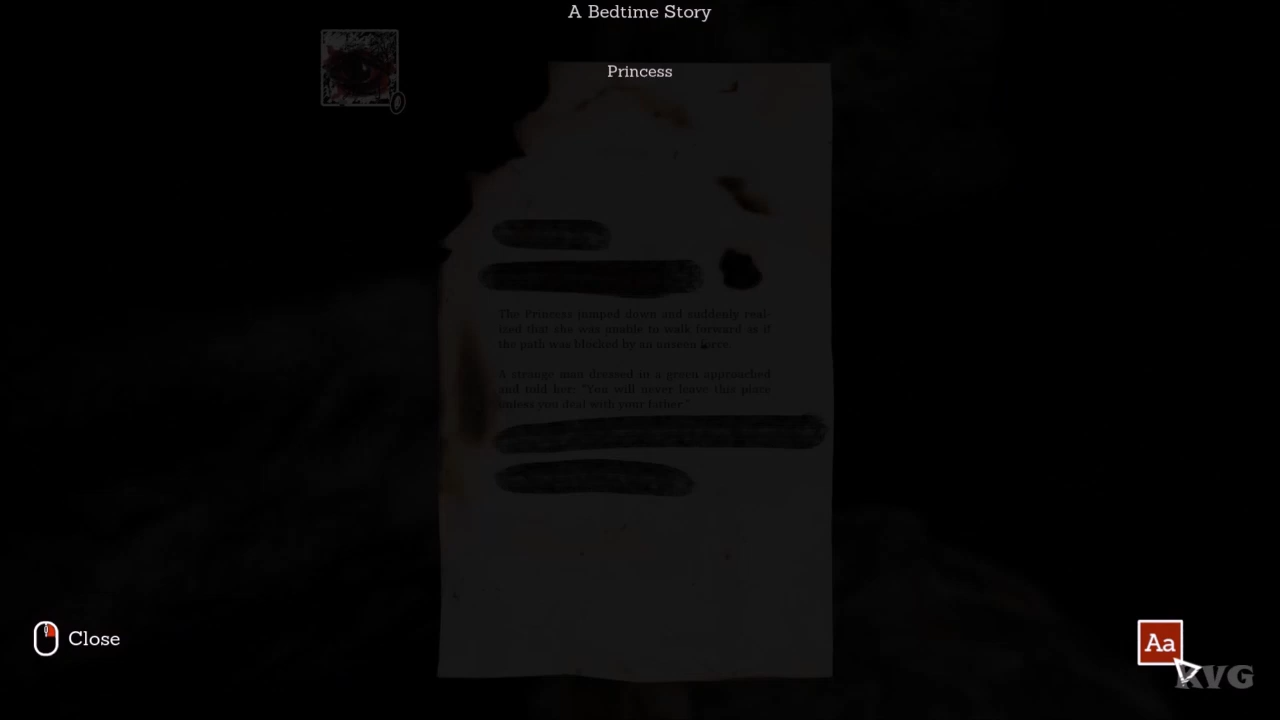 A Bedtime Story
Princess
The Princess jumped down and suddenly real-
ized that she was unable to walk forward as if
the path was blocked by an unseen force.
A strange man dressed in a green approached
and told her: "You will never leave this place
unless you deal with your father."
Close
Aa
KVG